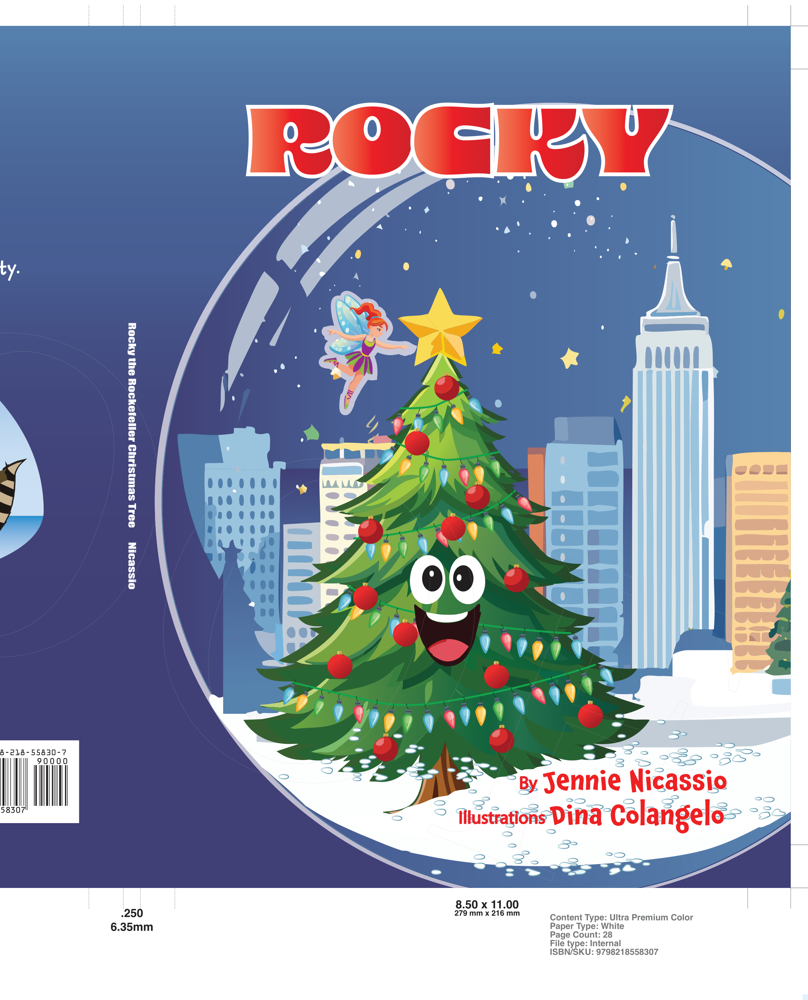 ROCKY
ty.
Rocky the Rockefeller Christmas Tree Nicassio
8-218-55830-7
90000
58307
By Jennie Nicassio
Illustrations Dina Colangelo
.250
6.35mm
8.50 x 11.00
279 mm x 216 mm
Content Type: Ultra Premium Color
Paper Type: White
Page Count: 28
File type: Internal
ISBN/SKU: 9798218558307